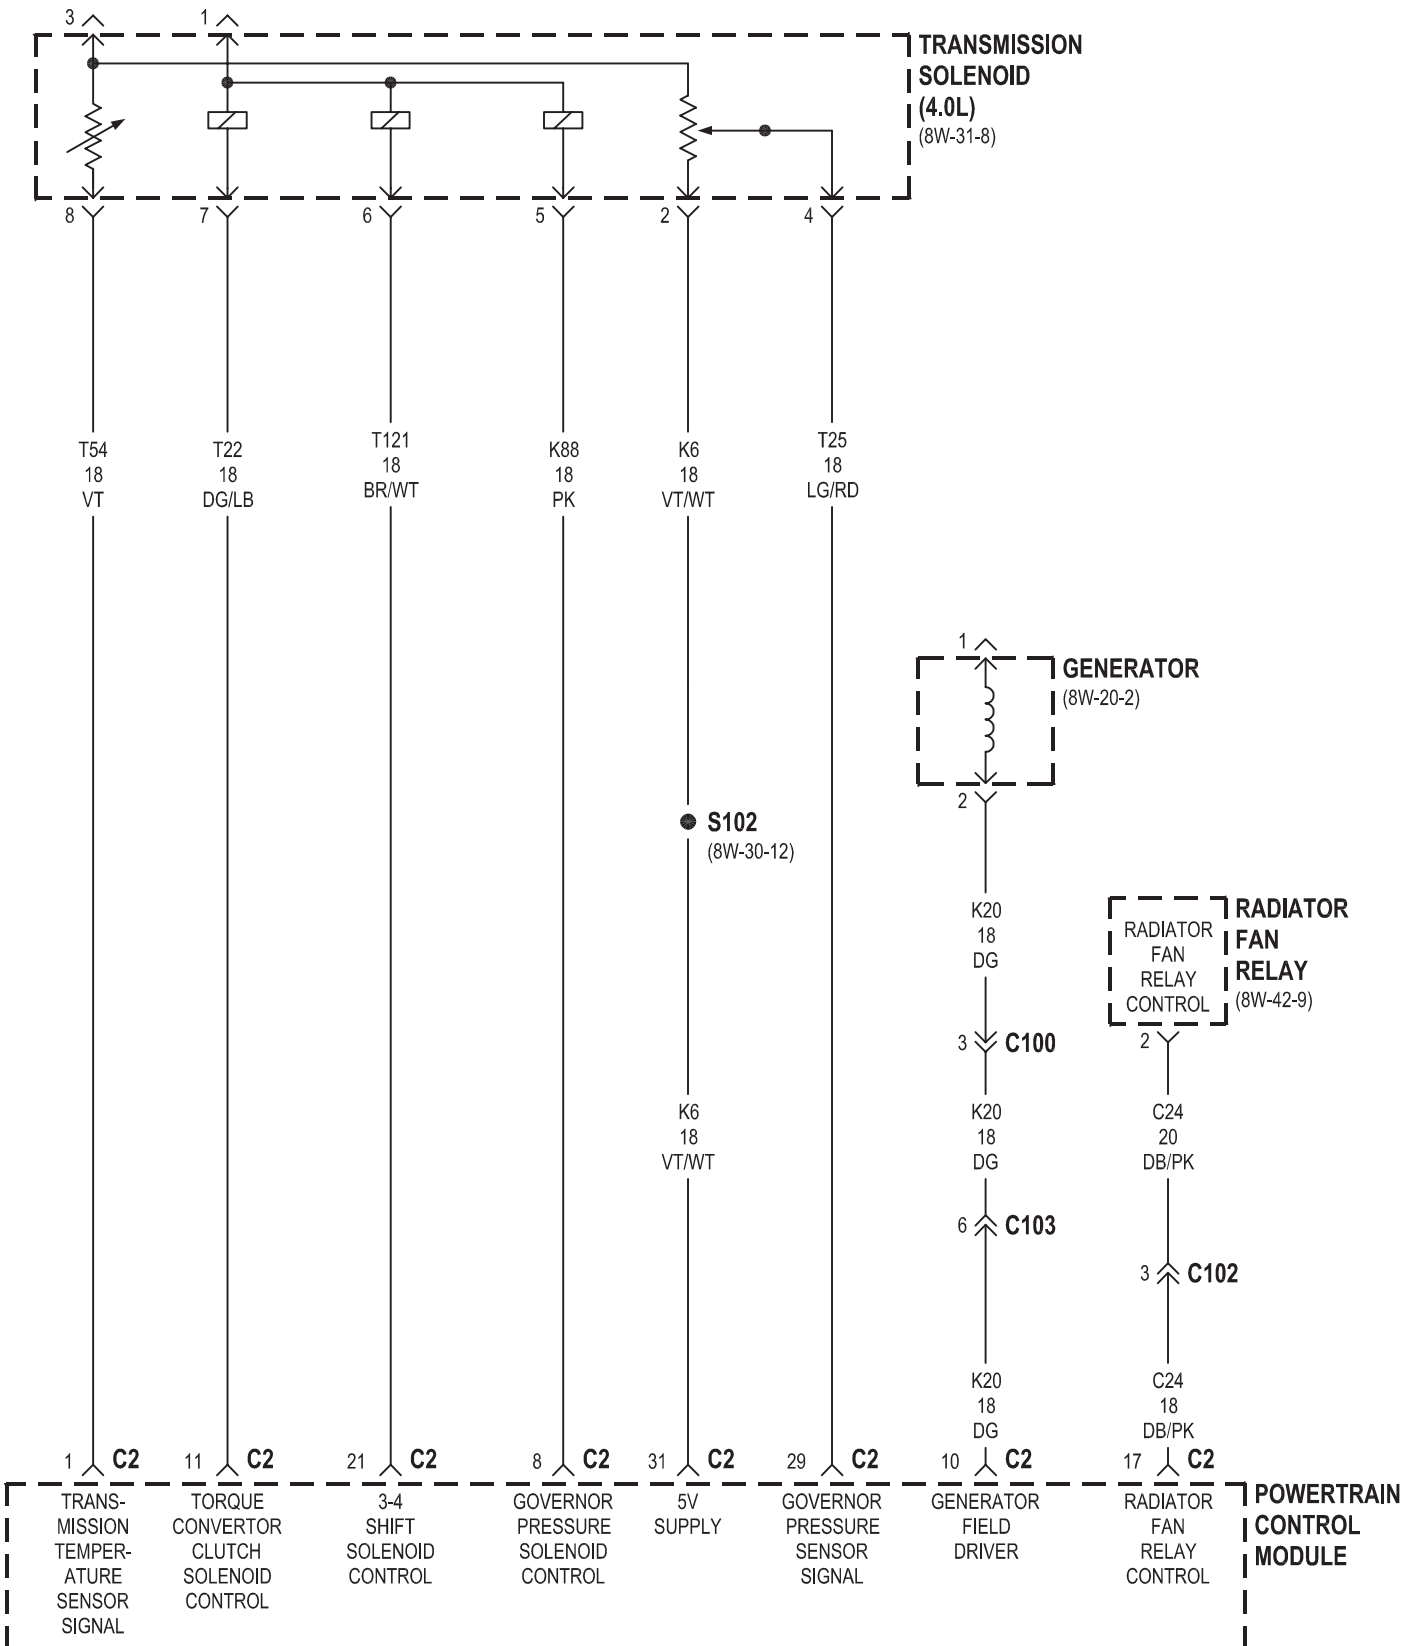 3
1
TRANSMISSION
SOLENOID
(4.0L)
(8W-31-8)
8
7
6
5
2
4
T54
18
VT
T22
18
DG/LB
T121
18
BR/WT
K88
18
PK
K6
18
VT/WT
T25
18
LG/RD
1
GENERATOR
(8W-20-2)
2
S102
(8W-30-12)
K20
18
DG
RADIATOR
FAN
RELAY
CONTROL
RADIATOR
FAN
RELAY
(8W-42-9)
3
C100
2
K6
18
VT/WT
K20
18
DG
C24
20
DB/PK
6
C103
3
C102
K20
18
DG
C24
18
DB/PK
1 C2
11 C2
21 C2
8 C2
31 C2
29 C2
10 C2
17 C2
TRANS-
MISSION
TEMPER-
ATURE
SENSOR
SIGNAL
TORQUE
CONVERTOR
CLUTCH
SOLENOID
CONTROL
3-4
SHIFT
SOLENOID
CONTROL
GOVERNOR
PRESSURE
SOLENOID
CONTROL
5V
SUPPLY
GOVERNOR
PRESSURE
SENSOR
SIGNAL
GENERATOR
FIELD
DRIVER
RADIATOR
FAN
RELAY
CONTROL
POWERTRAIN
CONTROL
MODULE